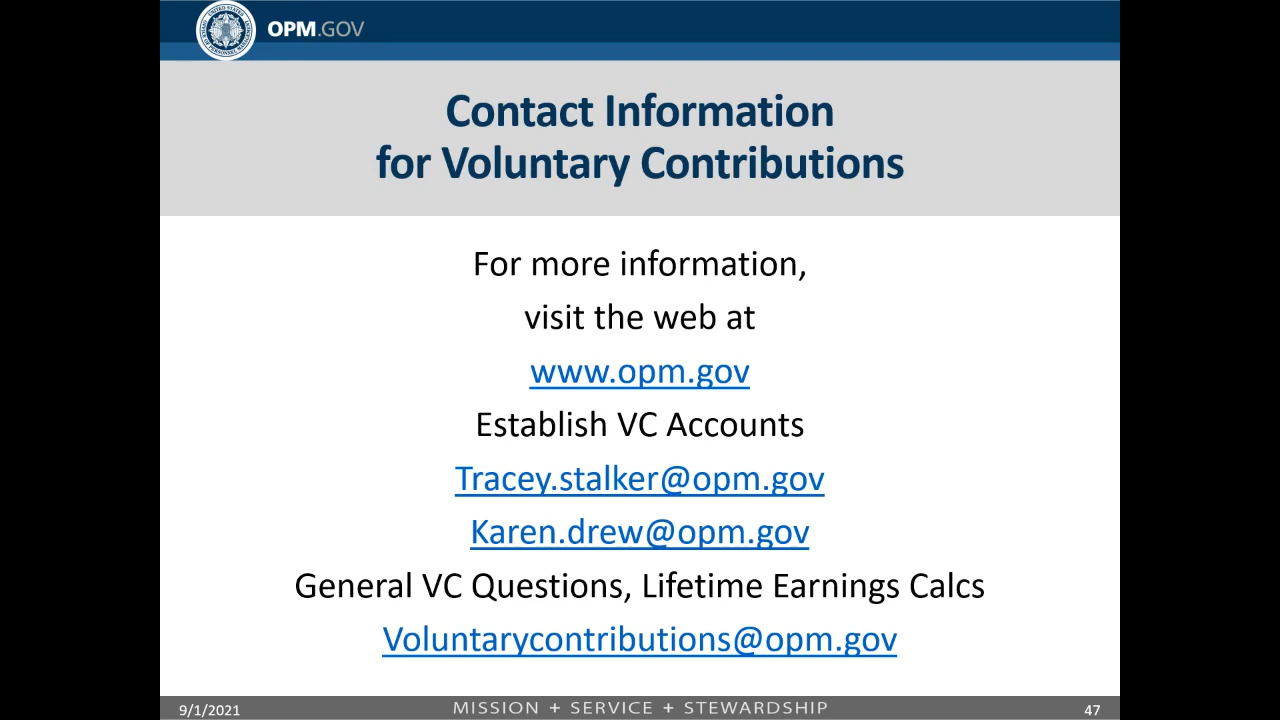 OPM.GOV
Contact Information
for Voluntary Contributions
For more information,
visit the web at
www.opm.gov
Establish VC Accounts
Tracey.stalker@opm.gov
Karen.drew@opm.gov
General VC Questions, Lifetime Earnings Calcs
Voluntarycontributions@opm.gov
9/1/2021
MISSION + SERVICE + STEWARDSHIP
47